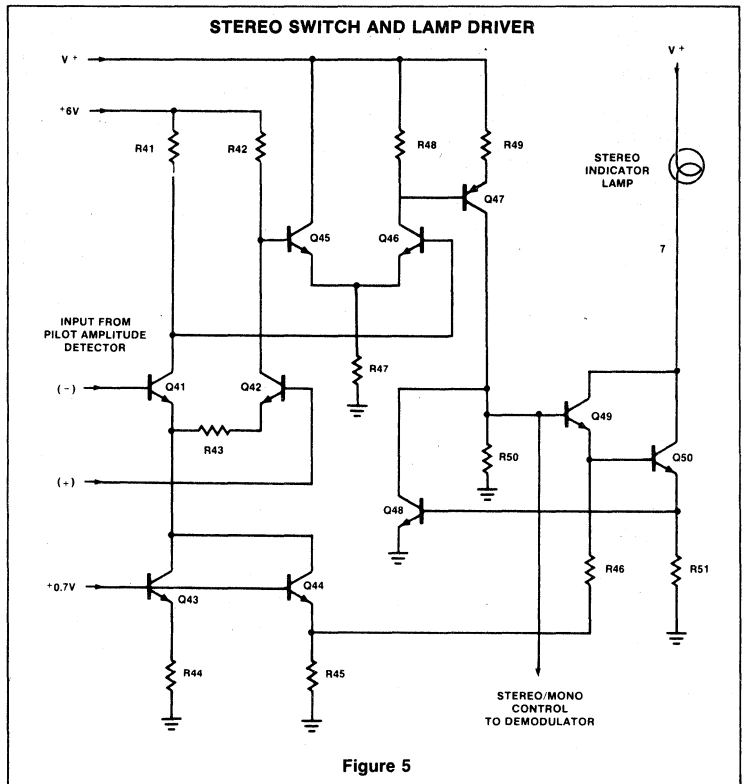 STEREO SWITCH AND LAMP DRIVER
V+
V+
+6V
R41
R42
R48
R49
STEREO
INDICATOR
LAMP
Q47
Q45
Q46
7
INPUT FROM
PILOT AMPLITUDE
DETECTOR
R47
(-)
Q41
Q42
Q49
R43
R50
Q50
(+)
Q48
+0.7V
Q43
Q44
R46
R51
R44
R45
STEREO/MONO
CONTROL
TO DEMODULATOR
Figure 5